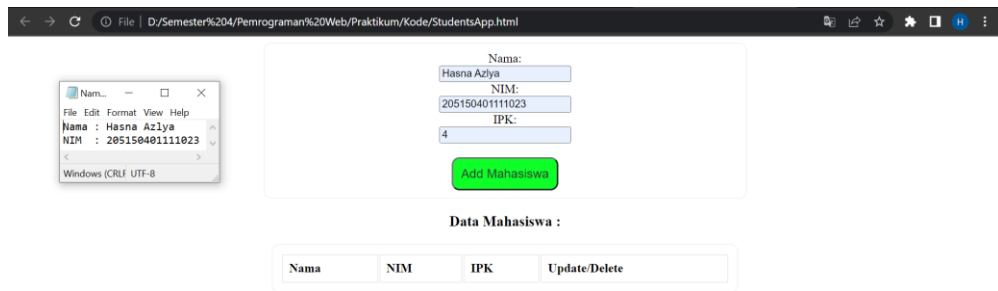 File | D:/Semester%204/Pemrograman%20Web/Praktikum/Kode/StudentsApp.html
H
Nam...
File Edit Format View Help
Nama : Hasna Azlya
NIM : 205150401111023
Windows (CRLF UTF-8
Nama:
Hasna Azlya
NIM:
205150401111023
IPK:
4
Add Mahasiswa
Data Mahasiswa :
Nama NIM IPK Update/Delete